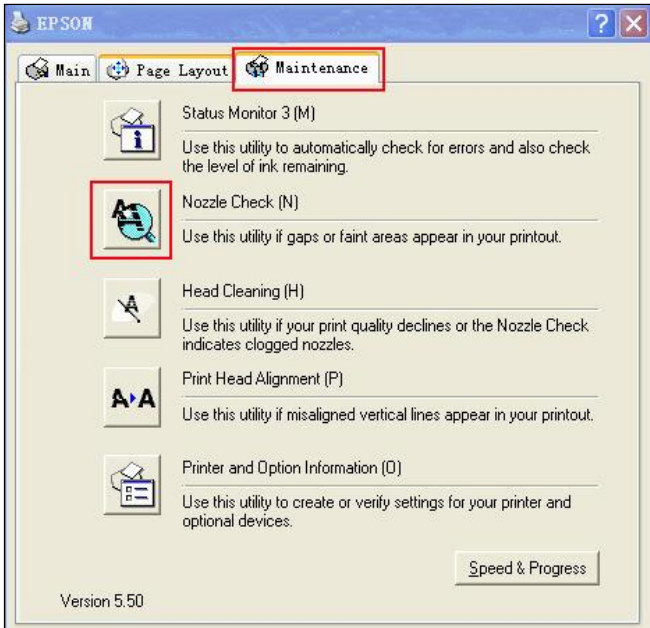 EPSON
Main
Page Layout
Maintenance
Status Monitor 3 (M)
Use this utility to automatically check for errors and also check
the level of ink remaining.
Nozzle Check (N)
Use this utility if gaps or faint areas appear in your printout.
Head Cleaning (H)
Use this utility if your print quality declines or the Nozzle Check
indicates clogged nozzles.
Print Head Alignment (P)
Use this utility if misaligned vertical lines appear in your printout.
Printer and Option Information (O)
Use this utility to create or verify settings for your printer and
optional devices.
Speed & Progress
Version 5.50